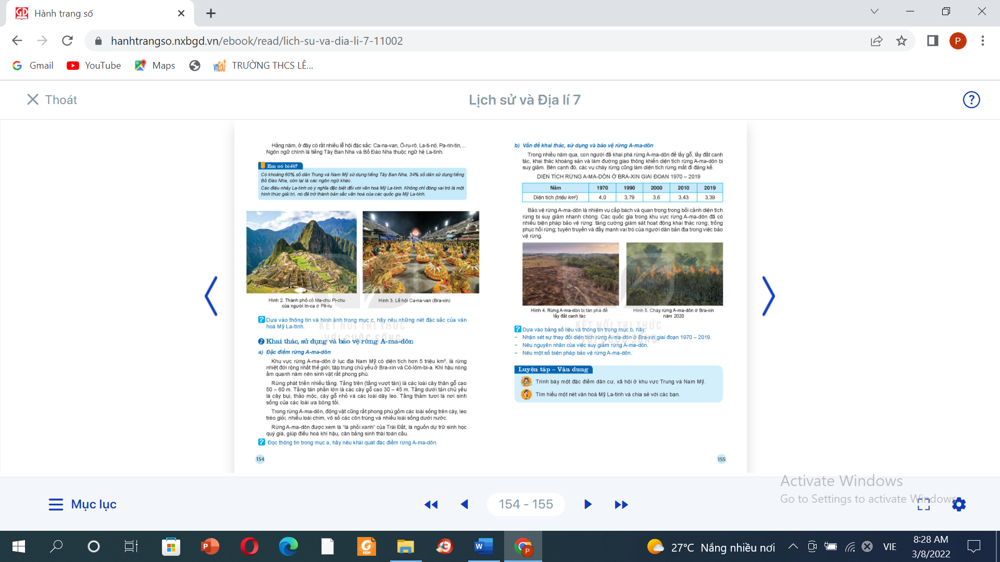 Hành trang số
hanhtrangso.nxbgd.vn/ebook/read/lich-su-va-dia-li-7-11002
P
Gmail
YouTube
Maps
TRƯỜNG THCS LÊ...
Thoát
Lịch sử và Địa lí 7
?
Hằng năm, ở đây có rất nhiều lễ hội đặc sắc: Ca-na-van, Ô-ru-rô, La-ti-nô, Pa-rin-tin,...
Ngôn ngữ chính là tiếng Tây Ban Nha và Bồ Đào Nha thuộc ngữ hệ La-tinh.
Em có biết?
Có khoảng 60% số dân Trung và Nam Mỹ sử dụng tiếng Tây Ban Nha, 34% số dân sử dụng tiếng
Bồ Đào Nha, còn lại là các ngôn ngữ khác.
Các điệu nhảy La-tinh có ý nghĩa đặc biệt đối với văn hoá Mỹ La-tinh. Không chỉ đóng vai trò là một
hình thức giải trí, nó đã trở thành bản sắc văn hoá của các quốc gia Mỹ La-tinh.
Hình 2. Thành phố cổ Ma-chu Pi-chu
của người In-ca ở Pê-ru
Hình 3. Lễ hội Ca-na-van (Bra-xin)
? Dựa vào thông tin và hình ảnh trong mục c, hãy nêu những nét đặc sắc của văn
hoá Mỹ La-tinh.
KẾT NỐI TRI THỨC
VỚI CUỘC SỐNG
2 Khai thác, sử dụng và bảo vệ rừng A-ma-dôn
a) Đặc điểm rừng A-ma-dôn
Khu vực rừng A-ma-dôn ở lục địa Nam Mỹ có diện tích hơn 5 triệu km², là rừng
nhiệt đới rộng nhất thế giới, tập trung chủ yếu ở Bra-xin và Cô-lôm-bi-a. Khí hậu nóng
ẩm quanh năm nên sinh vật rất phong phú.
Rừng phát triển nhiều tầng. Tầng trên (tầng vượt tán) là các loài cây thân gỗ cao
50 – 60 m. Tầng tán phần lớn là các cây gỗ cao 30 – 45 m. Tầng dưới tán chủ yếu
là cây bụi, thảo mộc, cây gỗ nhỏ và các loài dây leo. Tầng thảm tươi là nơi sinh
sống của các loài ưa bóng tối.
Trong rừng A-ma-dôn, động vật cũng rất phong phú gồm các loài sống trên cây, leo
trèo giỏi, nhiều loài chim, vô số các côn trùng và nhiều loài sống dưới nước.
Rừng A-ma-dôn được xem là “lá phổi xanh” của Trái Đất, là nguồn dự trữ sinh học
quý giá, giúp điều hoà khí hậu, cân bằng sinh thái toàn cầu.
? Đọc thông tin trong mục a, hãy nêu khái quát đặc điểm rừng A-ma-dôn.
154
b) Vấn đề khai thác, sử dụng và bảo vệ rừng A-ma-dôn
Trong nhiều năm qua, con người đã khai phá rừng A-ma-dôn để lấy gỗ, lấy đất canh
tác, khai thác khoáng sản và làm đường giao thông khiến diện tích rừng A-ma-dôn bị
suy giảm. Bên cạnh đó, các vụ cháy rừng cũng làm diện tích rừng mất đi đáng kể.
DIỆN TÍCH RỪNG A-MA-DÔN Ở BRA-XIN GIAI ĐOẠN 1970 – 2019
Năm 1970 1990 2000 2010 2019
Diện tích (triệu km²) 4,0 3,79 3,6 3,43 3,39
Bảo vệ rừng A-ma-dôn là nhiệm vụ cấp bách và quan trọng trong bối cảnh diện tích
rừng bị suy giảm nhanh chóng. Các quốc gia trong khu vực rừng A-ma-dôn đã có
nhiều biện pháp bảo vệ rừng: tăng cường giám sát hoạt động khai thác rừng; trồng
phục hồi rừng; tuyên truyền và đẩy mạnh vai trò của người dân bản địa trong việc bảo
vệ rừng.
Hình 4. Rừng A-ma-dôn bị tàn phá để
lấy đất canh tác
Hình 5. Cháy rừng A-ma-dôn ở Bra-xin
năm 2020
KẾT NỐI TRI THỨC
VỚI CUỘC SỐNG
? Dựa vào bảng số liệu và thông tin trong mục b, hãy:
– Nhận xét sự thay đổi diện tích rừng A-ma-dôn ở Bra-xin giai đoạn 1970 – 2019.
– Nêu nguyên nhân của việc suy giảm rừng A-ma-dôn.
– Nêu một số biện pháp bảo vệ rừng A-ma-dôn.
Luyện tập – Vận dụng
Trình bày một đặc điểm dân cư, xã hội ở khu vực Trung và Nam Mỹ.
Tìm hiểu một nét văn hoá Mỹ La-tinh và chia sẻ với các bạn.
155
Activate Windows
Go to Settings to activate Windows.
Mục lục
154 - 155
27°C Nắng nhiều nơi
VIE
8:28 AM
3/8/2022